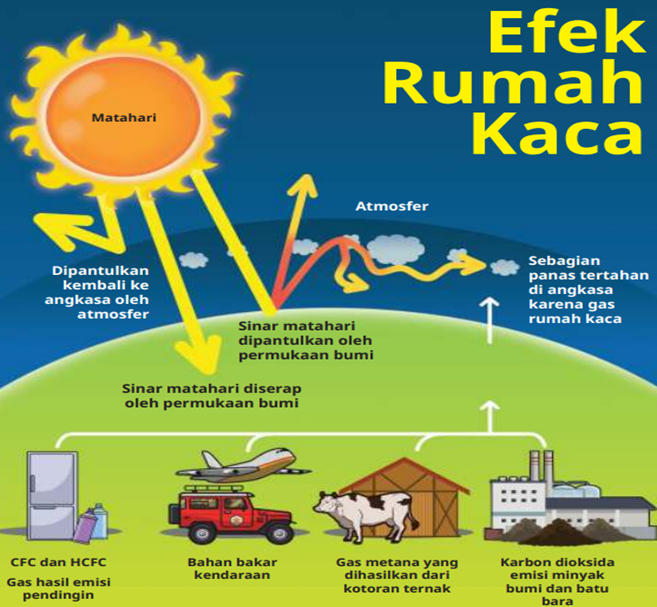 Efek
Rumah
Kaca
Matahari
Atmosfer
Dipantulkan
kembali ke
angkasa oleh
atmosfer
Sebagian
panas tertahan
di angkasa
karena gas
rumah kaca
Sinar matahari
dipantulkan oleh
permukaan bumi
Sinar matahari diserap
oleh permukaan bumi
CFC dan HCFC
Gas hasil emisi
pendingin
Bahan bakar
kendaraan
Gas metana yang
dihasilkan dari
kotoran ternak
Karbon dioksida
emisi minyak
bumi dan batu
bara